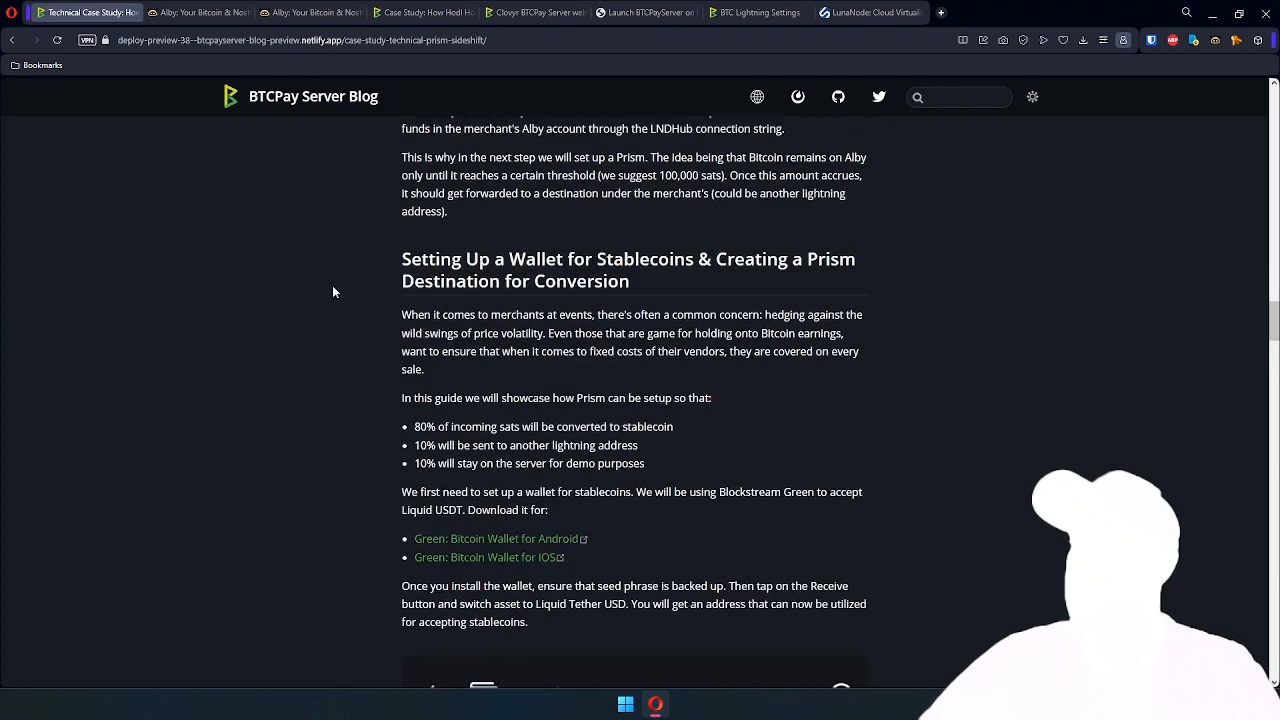 Technical Case Study: Hov
Alby: Your Bitcoin & Nost
Alby: Your Bitcoin & Nost
Case Study: How Hodl Ho
Clovyr BTCPay Server web
Launch BTCPayServer on L
BTC Lightning Settings
LunaNode: Cloud Virtuali
VPN
deploy-preview-38--btcpayserver-blog-preview.netlify.app/case-study-technical-prism-sideshift/
ABP
Bookmarks
BTCPay Server Blog
funds in the merchant's Alby account through the LNDHub connection string.
This is why in the next step we will set up a Prism. The idea being that Bitcoin remains on Alby
only until it reaches a certain threshold (we suggest 100,000 sats). Once this amount accrues,
it should get forwarded to a destination under the merchant's (could be another lightning
address).
Setting Up a Wallet for Stablecoins & Creating a Prism
Destination for Conversion
When it comes to merchants at events, there's often a common concern: hedging against the
wild swings of price volatility. Even those that are game for holding onto Bitcoin earnings,
want to ensure that when it comes to fixed costs of their vendors, they are covered on every
sale.
In this guide we will showcase how Prism can be setup so that:
• 80% of incoming sats will be converted to stablecoin
• 10% will be sent to another lightning address
• 10% will stay on the server for demo purposes
We first need to set up a wallet for stablecoins. We will be using Blockstream Green to accept
Liquid USDT. Download it for:
• Green: Bitcoin Wallet for Android
• Green: Bitcoin Wallet for iOS
Once you install the wallet, ensure that seed phrase is backed up. Then tap on the Receive
button and switch asset to Liquid Tether USD. You will get an address that can now be utilized
for accepting stablecoins.